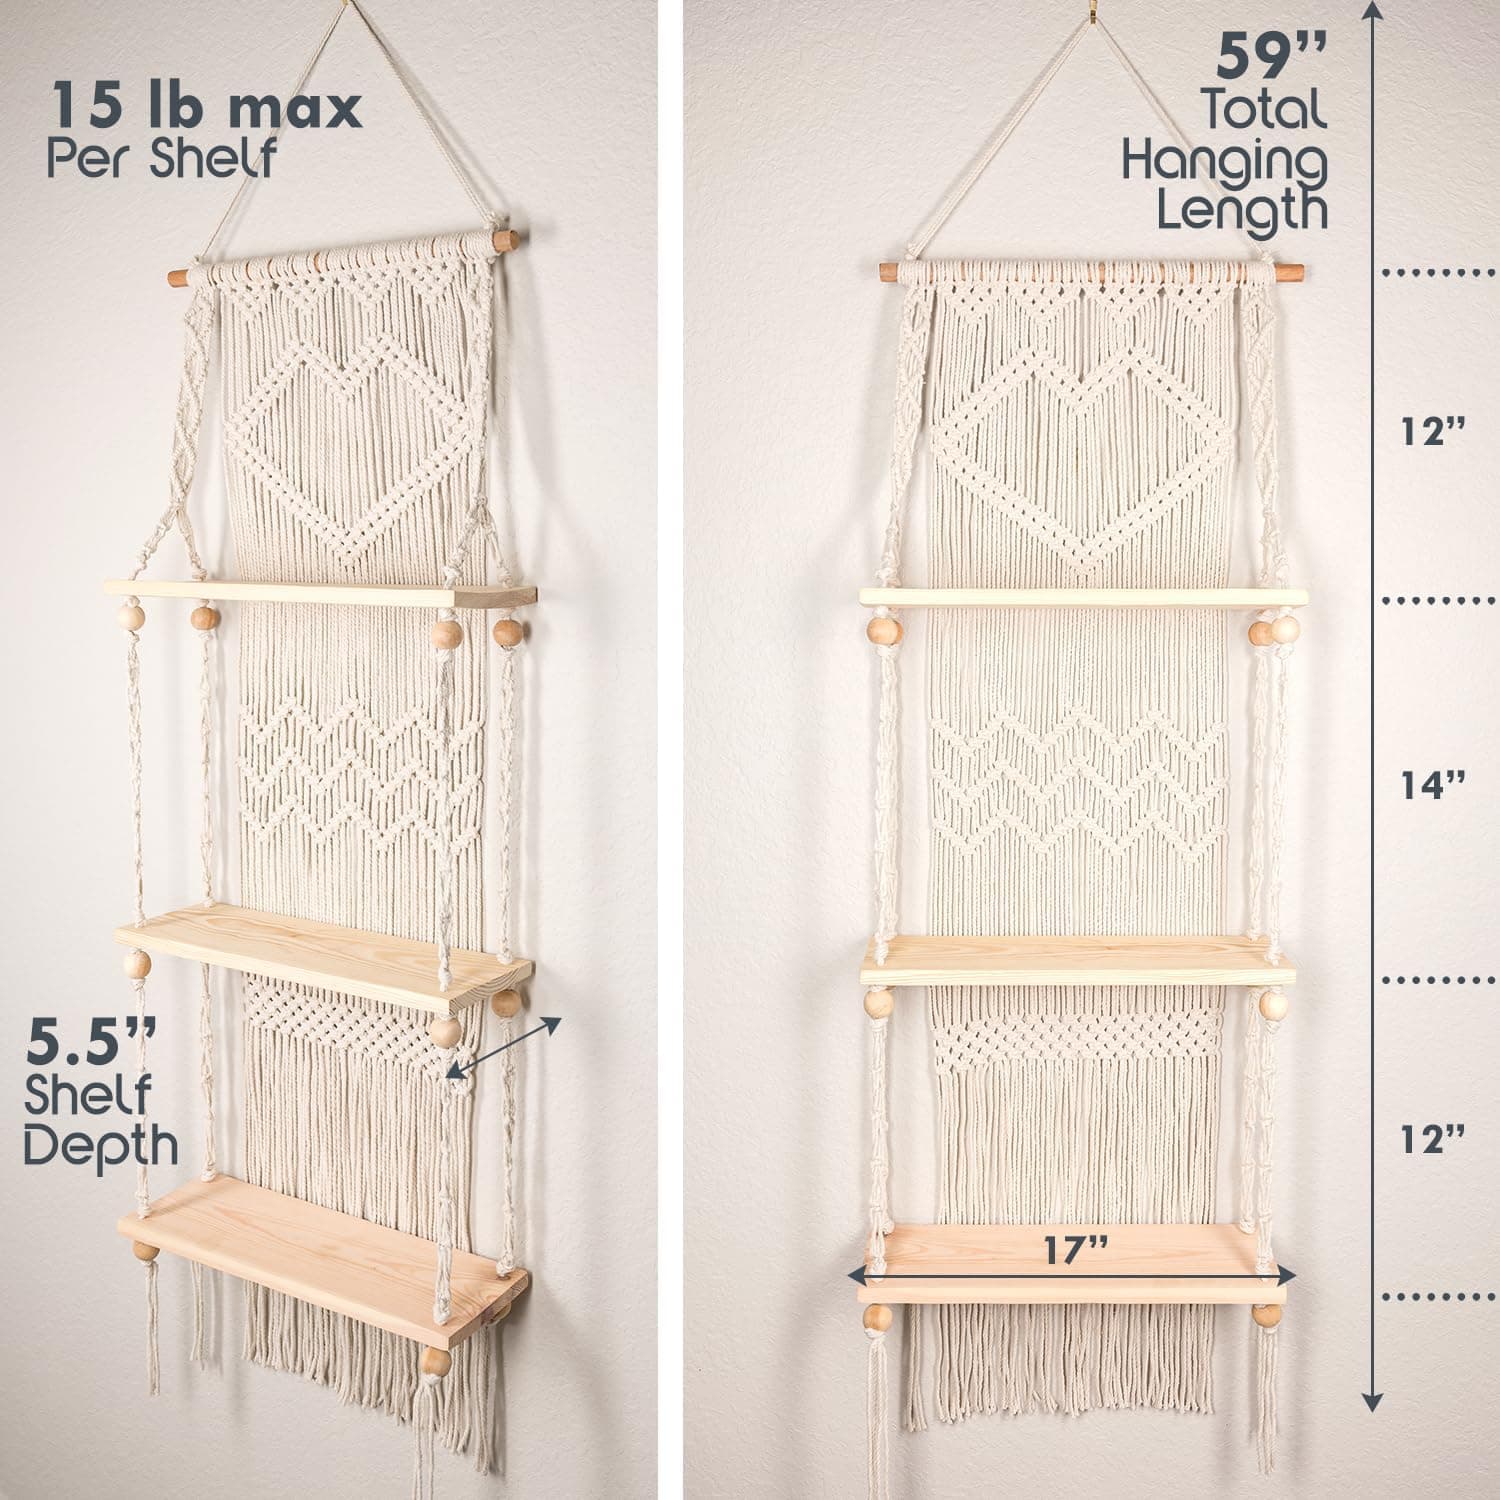 15 lb max
Per Shelf
5.5”
Shelf
Depth
59”
Total
Hanging
Length
12”
14”
12”
17”